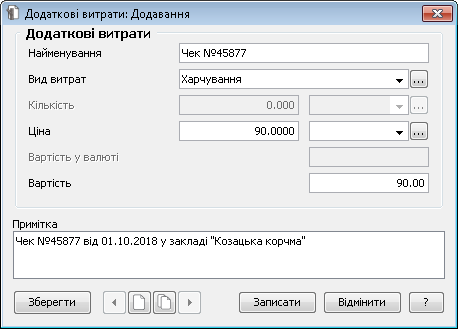 Додаткові витрати: Додавання
Додаткові витрати
Найменування Чек №45877
Вид витрат Харчування ...
Кількість 0.000 ...
Ціна 90.0000 ...
Вартість у валюті
Вартість 90.00
Примітка
Чек №45877 від 01.10.2018 у закладі "Козацька корчма"
Зберегти Записати Відмінити ?